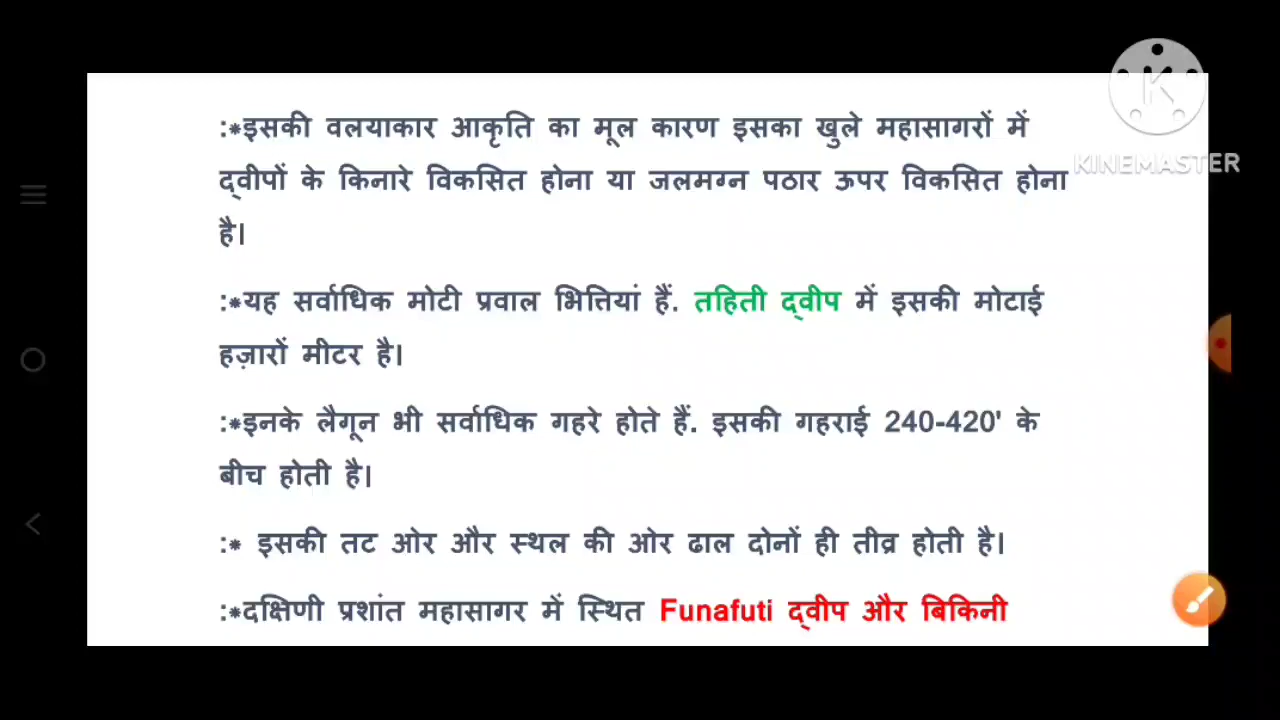 :*इसकी वलयाकार आकृति का मूल कारण इसका खुले महासागरों में
द्वीपों के किनारे विकसित होना या जलमग्न पठार ऊपर विकसित होना
है।
:*यह सर्वाधिक मोटी प्रवाल भित्तियां हैं. तहिती द्वीप में इसकी मोटाई
हज़ारों मीटर है।
:*इनके लैगून भी सर्वाधिक गहरे होते हैं. इसकी गहराई 240-420' के
बीच होती है।
:* इसकी तट ओर और स्थल की ओर ढाल दोनों ही तीव्र होती है।
:*दक्षिणी प्रशांत महासागर में स्थित Funafuti द्वीप और बिकिनी
K
KINEMASTER